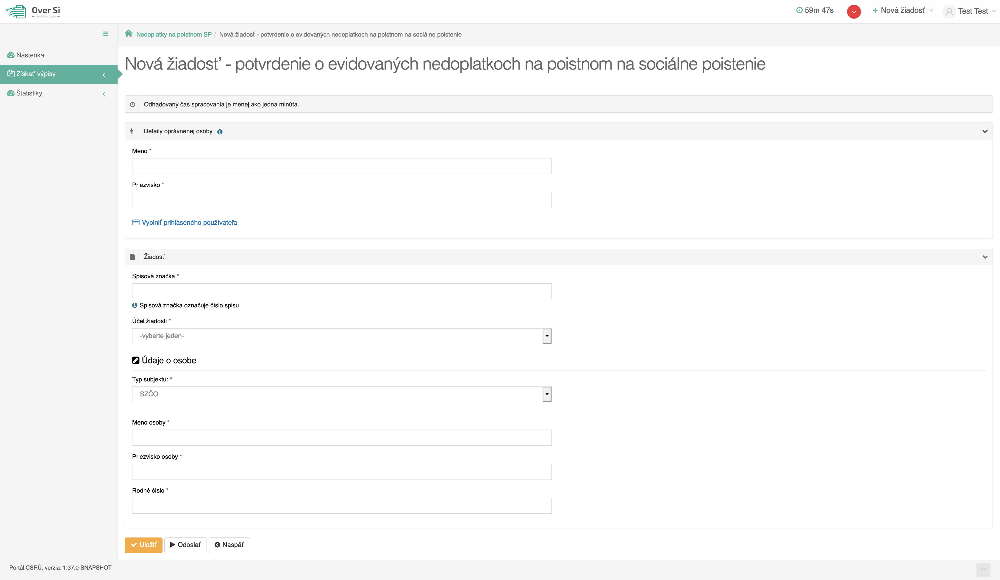 Over Si
Centrálne údaje
59m 47s
Nová žiadosť
Test Test
Nedoplatky na poistnom SP / Nová žiadosť - potvrdenie o evidovaných nedoplatkoch na poistnom na sociálne poistenie
Nástenka
Získať výpisy
Štatistiky
Nová žiadosť - potvrdenie o evidovaných nedoplatkoch na poistnom na sociálne poistenie
Odhadovaný čas spracovania je menej ako jedna minúta.
Detaily oprávnenej osoby
Meno *
Priezvisko *
Vyplniť prihláseného používateľa
Žiadosť
Spisová značka *
Spisová značka označuje číslo spisu
Účel žiadosti *
-vyberte jeden-
Údaje o osobe
Typ subjektu: *
SZČO
Meno osoby *
Priezvisko osoby *
Rodné číslo *
Uložiť
Odoslať
Naspäť
Portál CSRÚ, verzia: 1.37.0-SNAPSHOT